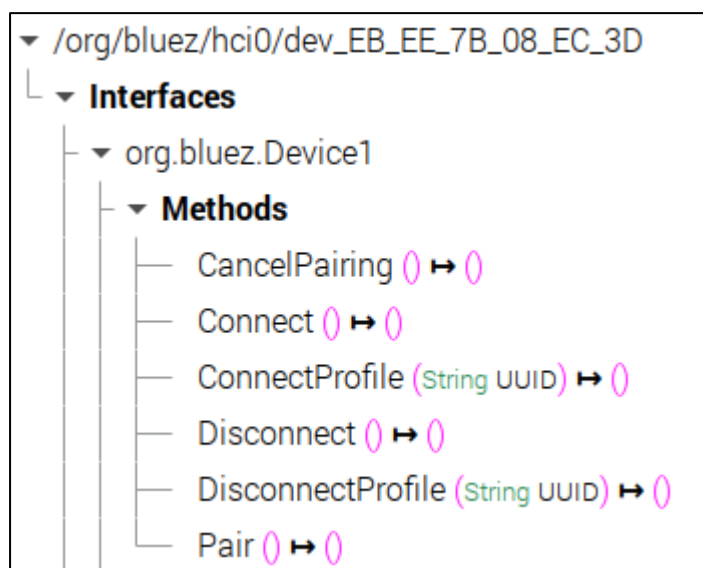 /org/bluez/hci0/dev_EB_EE_7B_08_EC_3D
Interfaces
org.bluez.Device1
Methods
CancelPairing () ↦ ()
Connect () ↦ ()
ConnectProfile (String UUID) ↦ ()
Disconnect () ↦ ()
DisconnectProfile (String UUID) ↦ ()
Pair () ↦ ()